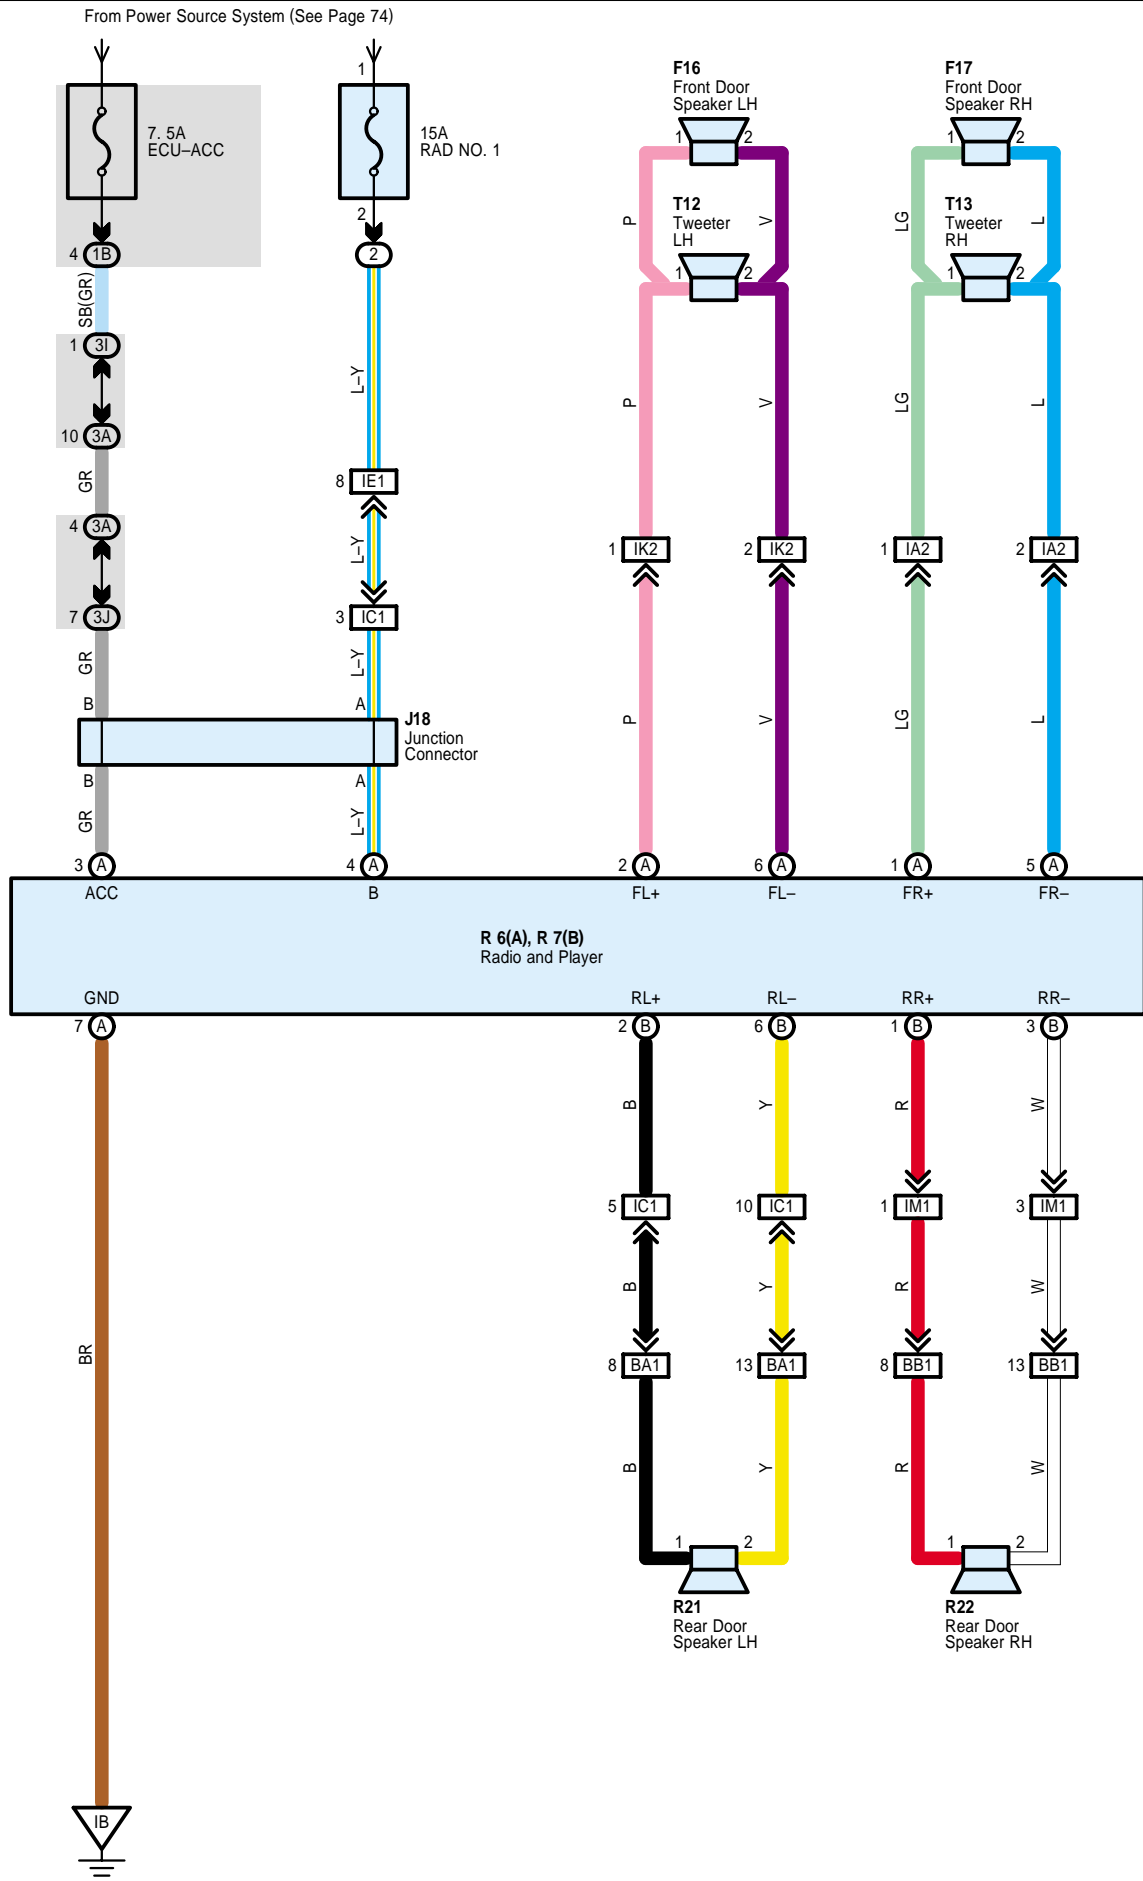 From Power Source System (See Page 74)
1
7. 5A
ECU–ACC
15A
RAD NO. 1
2
4 1B
2
SB(GR)
1 3I
L–Y
10 3A
GR
8 IE1
4 3A
L–Y
7 3J
3 IC1
GR
L–Y
B
A
J18
Junction
Connector
B
A
GR
L–Y
F16
Front Door
Speaker LH
1 2
T12
Tweeter
LH
P
V
1 2
P
V
1 IK2
2 IK2
P
V
F17
Front Door
Speaker RH
1 2
T13
Tweeter
RH
LG
L
1 2
LG
L
1 IA2
2 IA2
LG
L
3 A
4 A
2 A
6 A
1 A
5 A
ACC
B
FL+
FL–
FR+
FR–
R 6(A), R 7(B)
Radio and Player
GND
RL+
RL–
RR+
RR–
7 A
2 B
6 B
1 B
3 B
B
Y
R
W
5 IC1
10 IC1
1 IM1
3 IM1
B
Y
R
W
BR
8 BA1
13 BA1
8 BB1
13 BB1
B
Y
R
W
1 2
1 2
R21
Rear Door
Speaker LH
R22
Rear Door
Speaker RH
IB